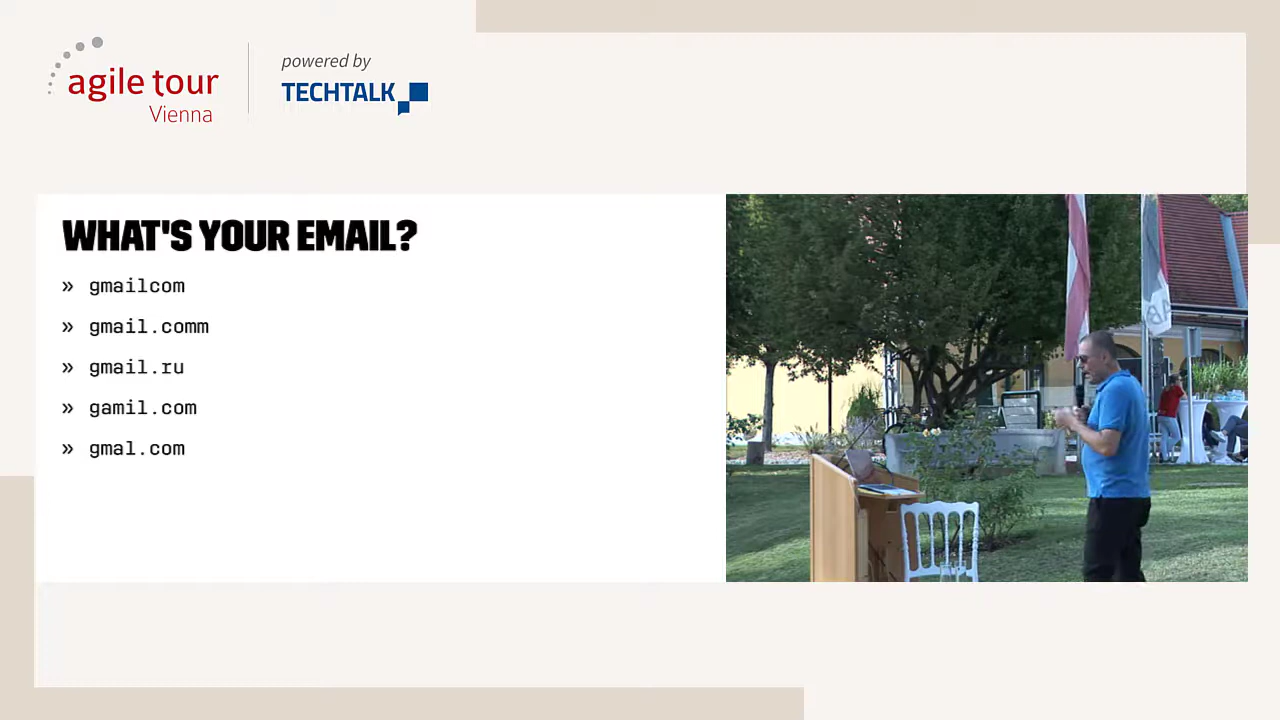 agile tour
Vienna
powered by
TECHTALK
WHAT'S YOUR EMAIL?
» gmailcom
» gmail.comm
» gmail.ru
» gamil.com
» gmal.com